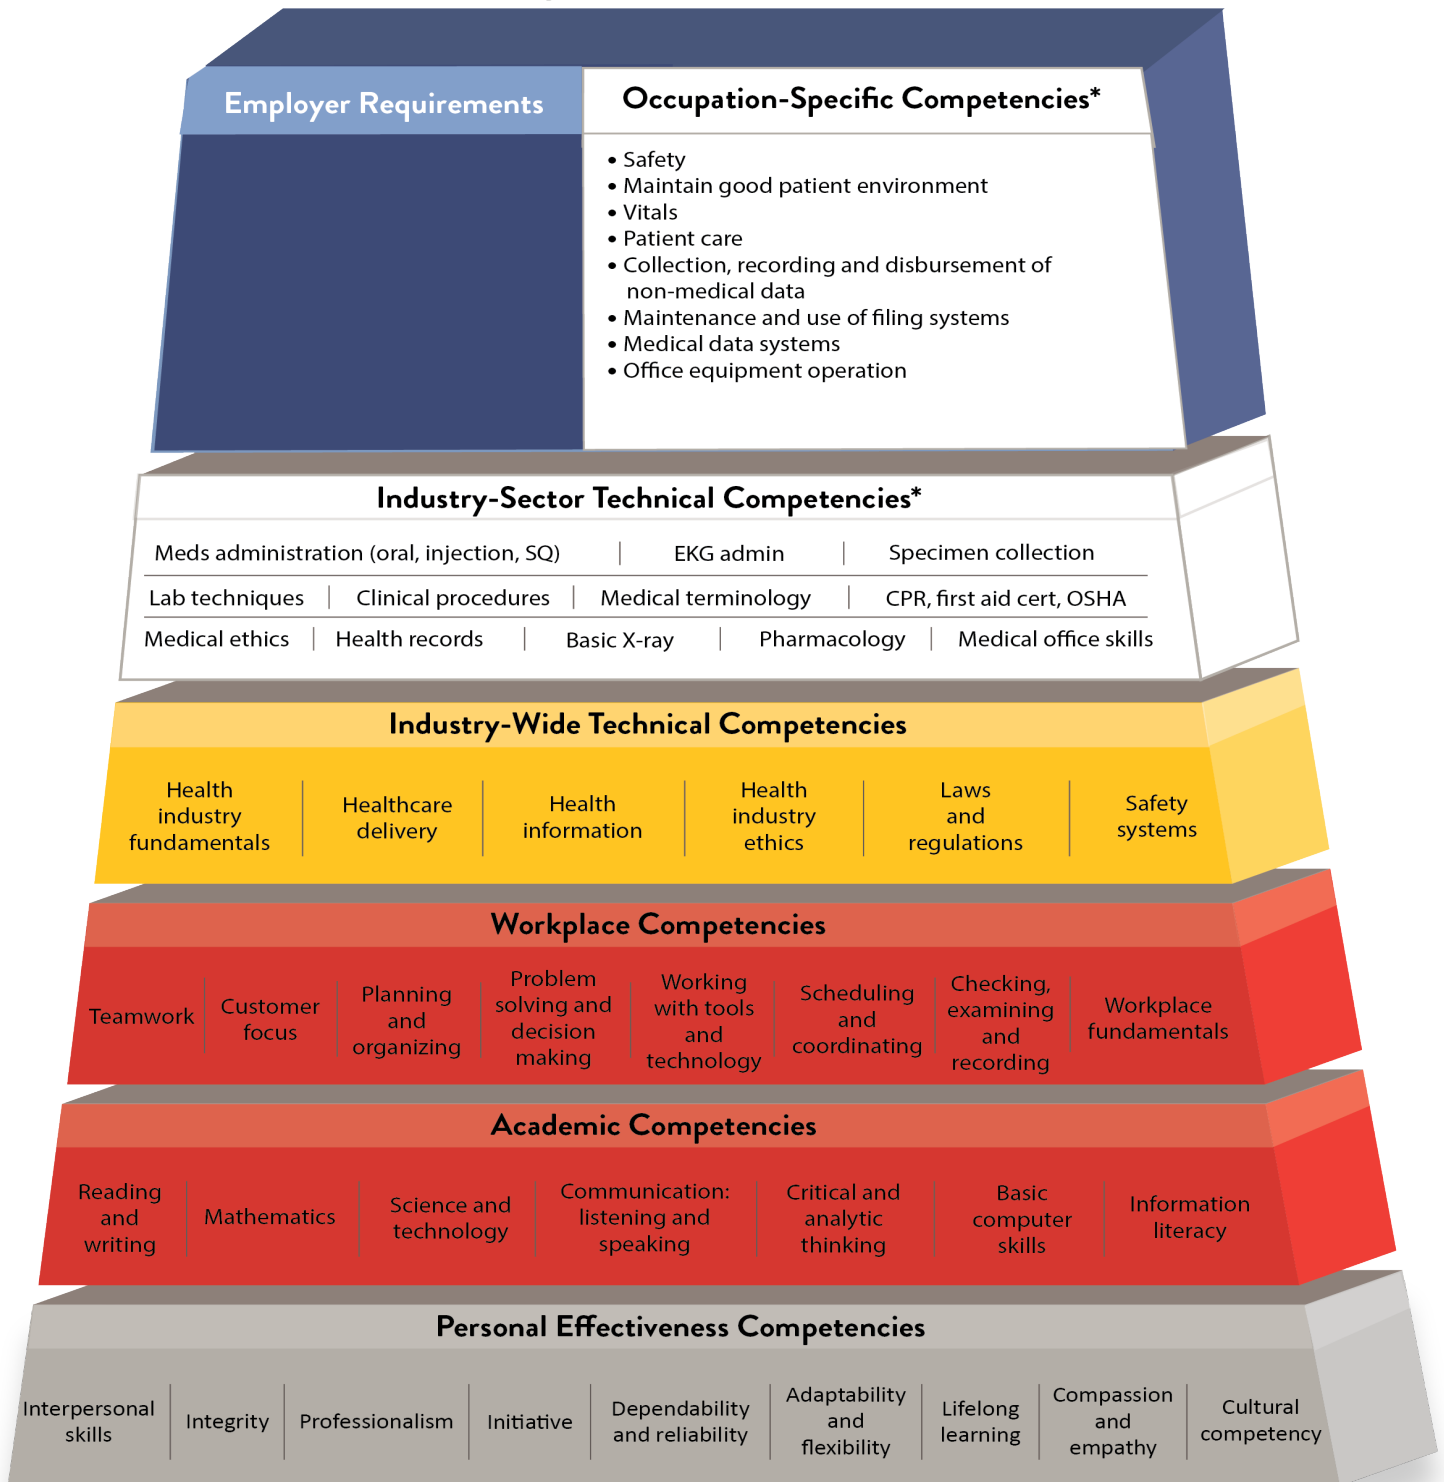 Employer Requirements
Occupation-Specific Competencies*
• Safety
• Maintain good patient environment
• Vitals
• Patient care
• Collection, recording and disbursement of
non-medical data
• Maintenance and use of filing systems
• Medical data systems
• Office equipment operation
Industry-Sector Technical Competencies*
Meds administration (oral, injection, SQ)
EKG admin
Specimen collection
Lab techniques
Clinical procedures
Medical terminology
CPR, first aid cert, OSHA
Medical ethics
Health records
Basic X-ray
Pharmacology
Medical office skills
Industry-Wide Technical Competencies
Health
industry
fundamentals
Healthcare
delivery
Health
information
Health
industry
ethics
Laws
and
regulations
Safety
systems
Workplace Competencies
Teamwork
Customer
focus
Planning
and
organizing
Problem
solving and
decision
making
Working
with tools
and
technology
Scheduling
and
coordinating
Checking,
examining
and
recording
Workplace
fundamentals
Academic Competencies
Reading
and
writing
Mathematics
Science and
technology
Communication:
listening and
speaking
Critical and
analytic
thinking
Basic
computer
skills
Information
literacy
Personal Effectiveness Competencies
Interpersonal
skills
Integrity
Professionalism
Initiative
Dependability
and reliability
Adaptability
and
flexibility
Lifelong
learning
Compassion
and
empathy
Cultural
competency